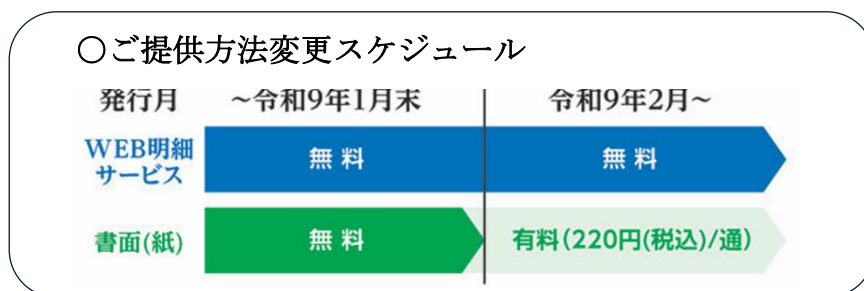 〇ご提供方法変更スケジュール
発行月 ～令和9年1月末 令和9年2月～
WEB明細
サービス 無料 無料
書面(紙) 無料 有料(220円(税込)/通)